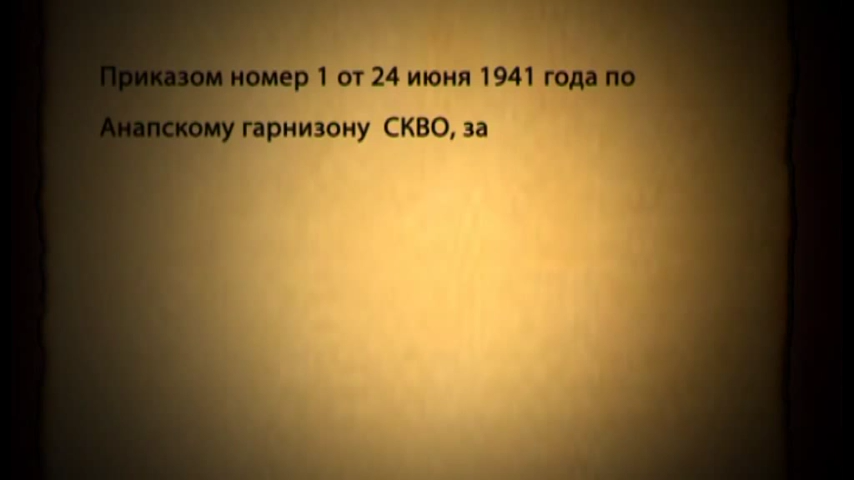 Приказом номер 1 от 24 июня 1941 года по
Анапскому гарнизону СКВО, за